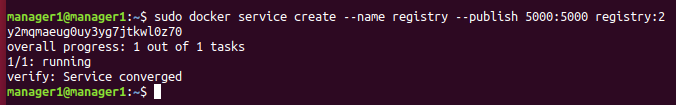 manager1@manager1:~$ sudo docker service create --name registry --publish 5000:5000 registry:2
y2mqmaeug0uy3yg7jtkwl0z70
overall progress: 1 out of 1 tasks
1/1: running
verify: Service converged
manager1@manager1:~$